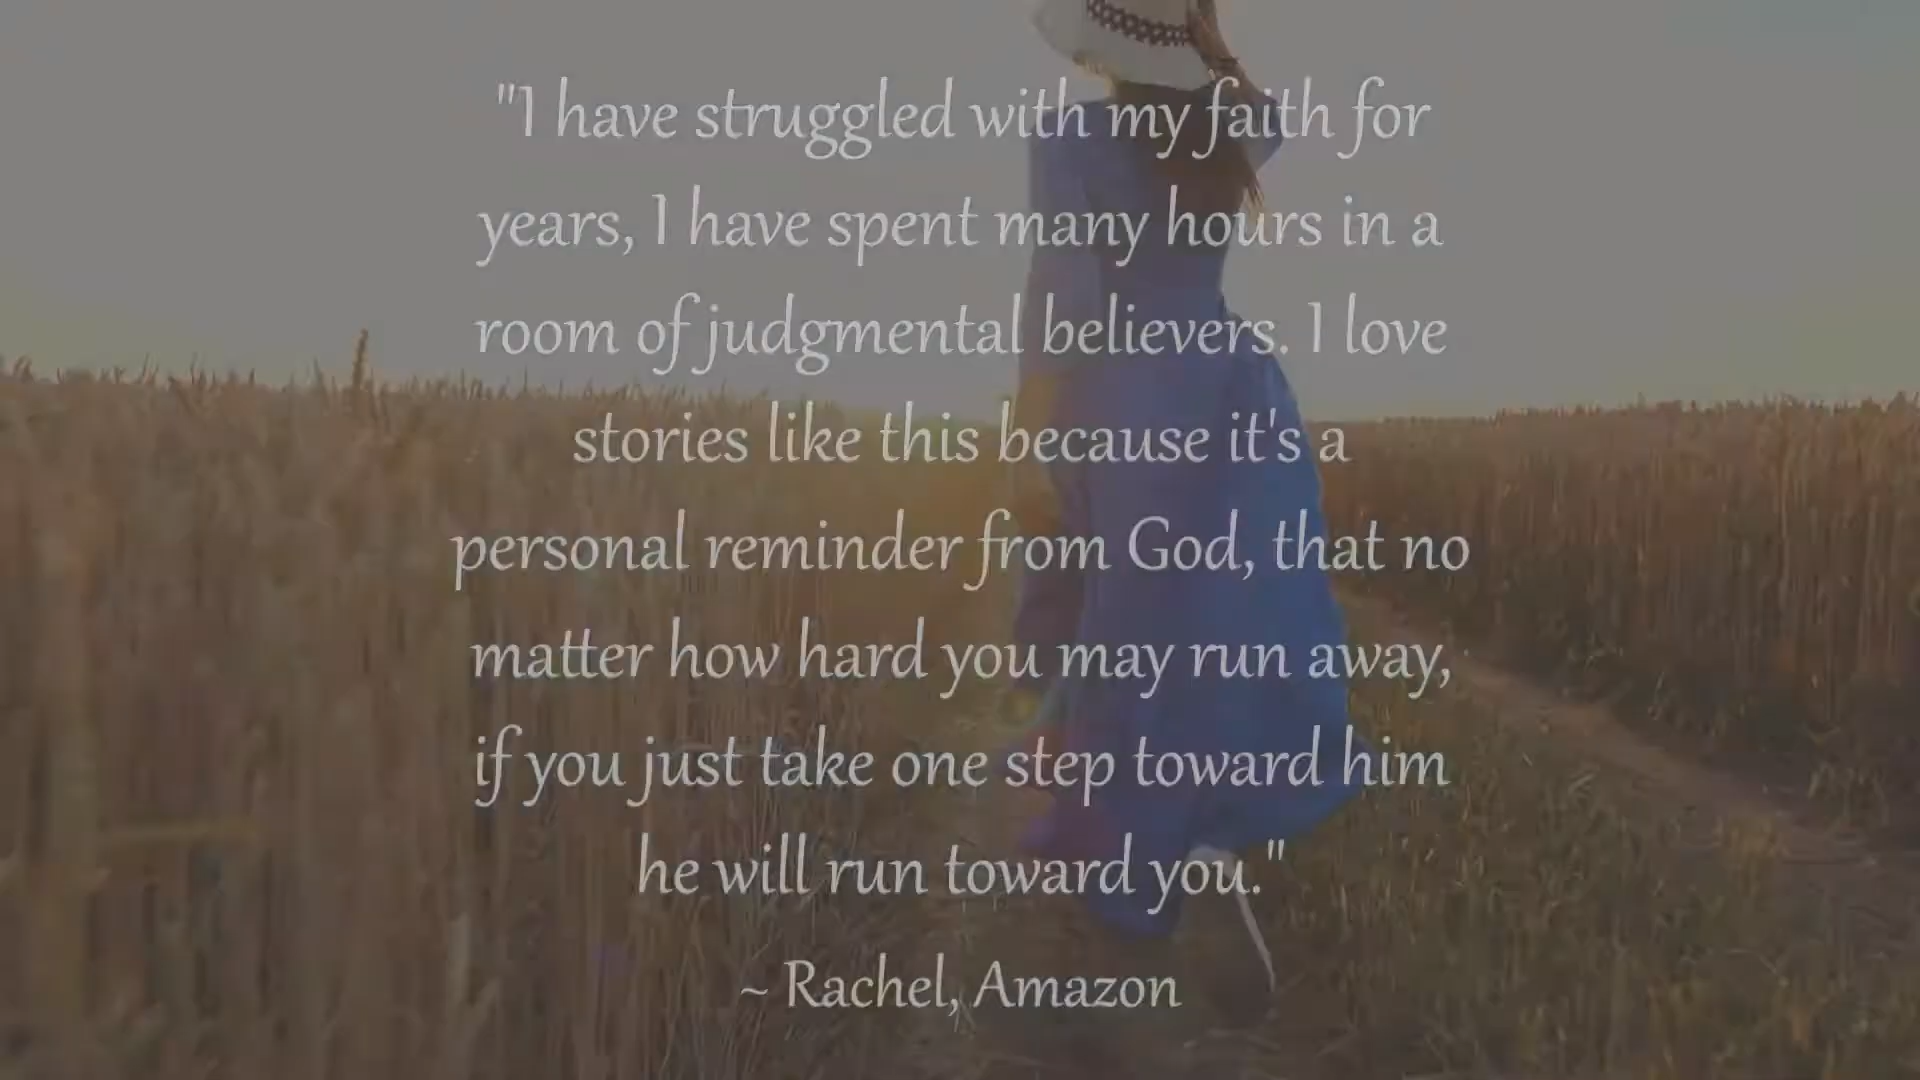 "I have struggled with my faith for
years, I have spent many hours in a
room of judgmental believers. I love
stories like this because it's a
personal reminder from God, that no
matter how hard you may run away,
if you just take one step toward him
he will run toward you."
~ Rachel, Amazon